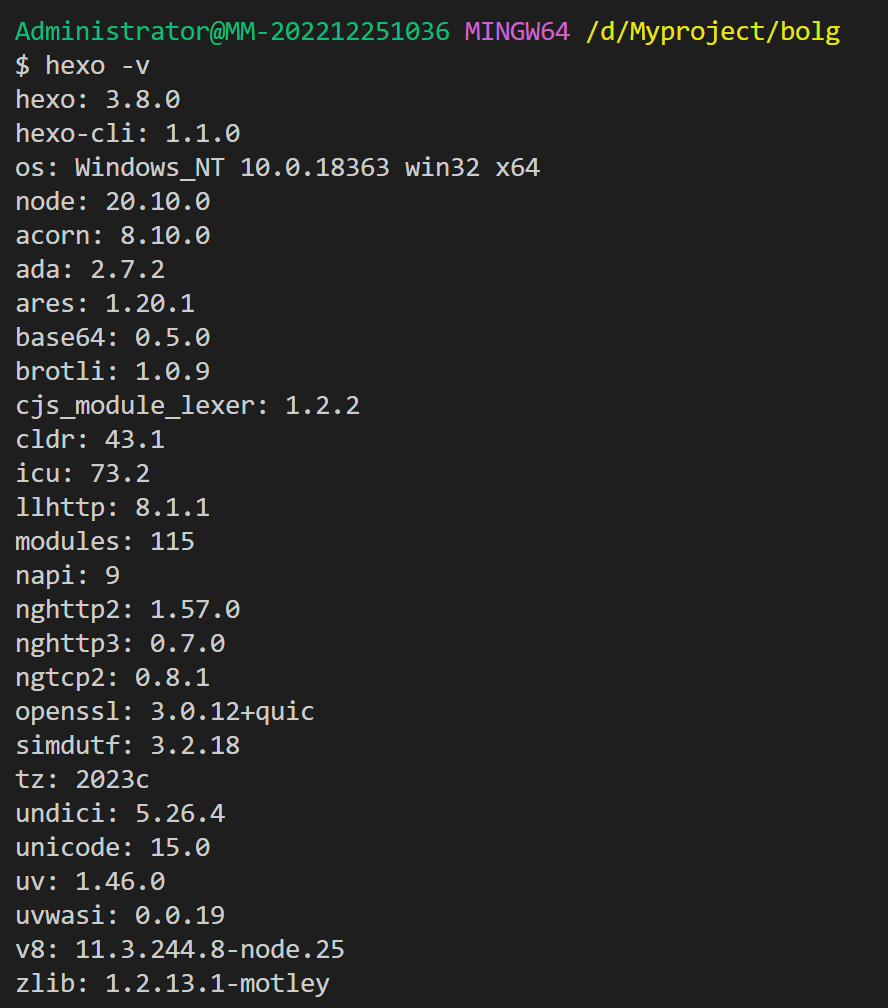 Administrator@MM-202212251036 MINGW64 /d/Myproject/bolg
$ hexo -v
hexo: 3.8.0
hexo-cli: 1.1.0
os: Windows_NT 10.0.18363 win32 x64
node: 20.10.0
acorn: 8.10.0
ada: 2.7.2
ares: 1.20.1
base64: 0.5.0
brotli: 1.0.9
cjs_module_lexer: 1.2.2
cldr: 43.1
icu: 73.2
llhttp: 8.1.1
modules: 115
napi: 9
nghttp2: 1.57.0
nghttp3: 0.7.0
ngtcp2: 0.8.1
openssl: 3.0.12+quic
simdutf: 3.2.18
tz: 2023c
undici: 5.26.4
unicode: 15.0
uv: 1.46.0
uvwasi: 0.0.19
v8: 11.3.244.8-node.25
zlib: 1.2.13.1-motley